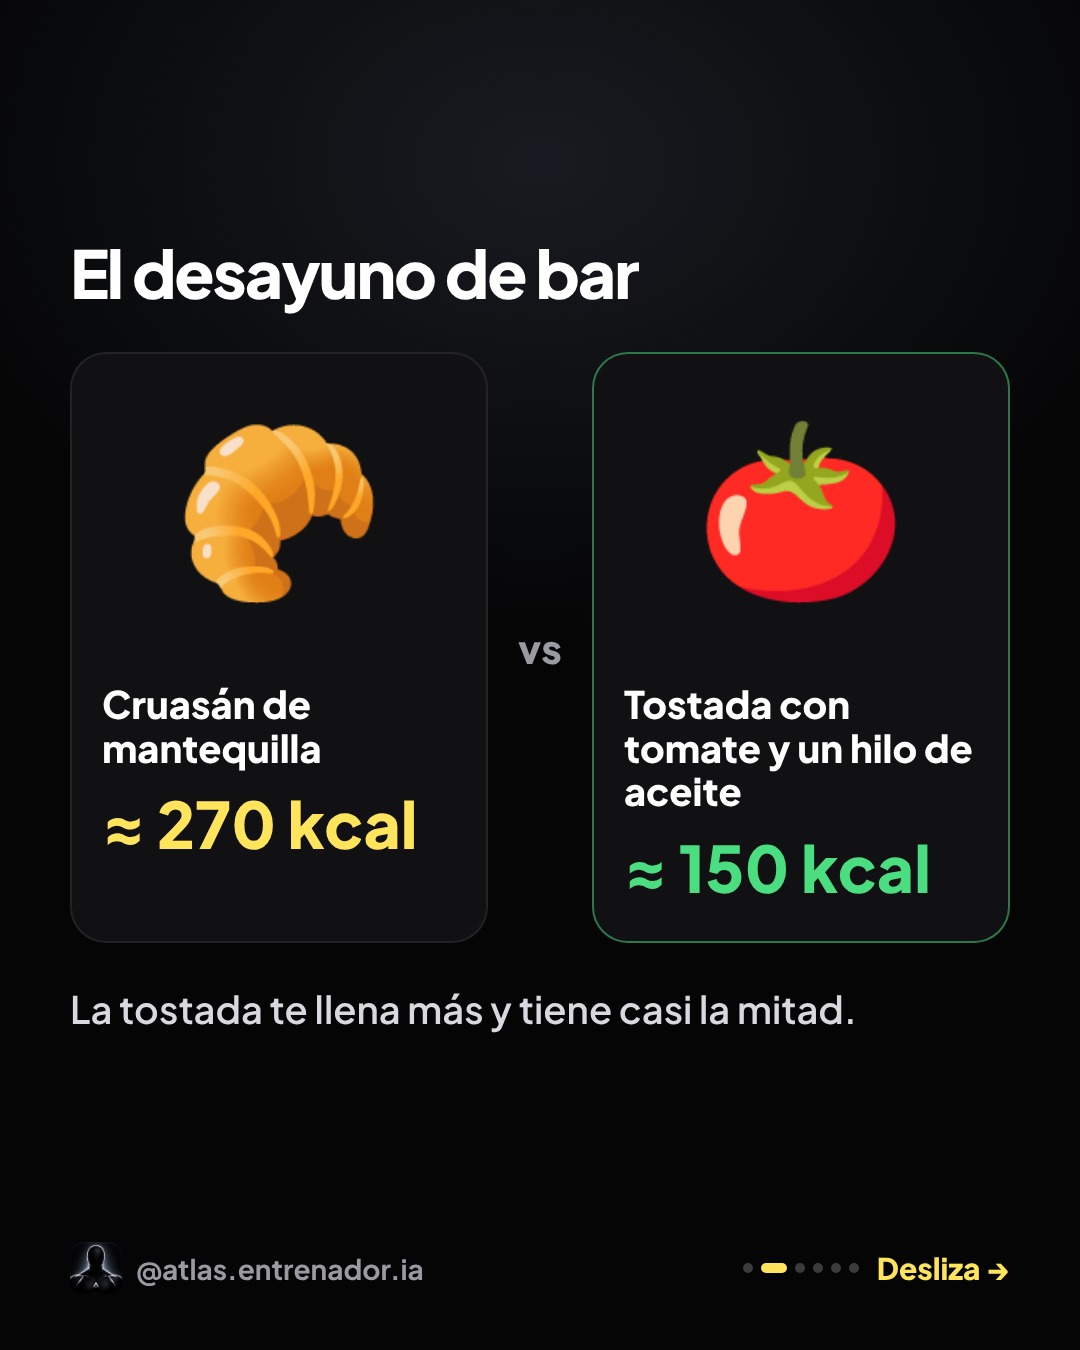 El desayuno de bar
Cruasán de
mantequilla
≈ 270 kcal
vs
Tostada con
tomate y un hilo de
aceite
≈ 150 kcal
La tostada te llena más y tiene casi la mitad.
@atlas.entrenador.ia
Desliza →